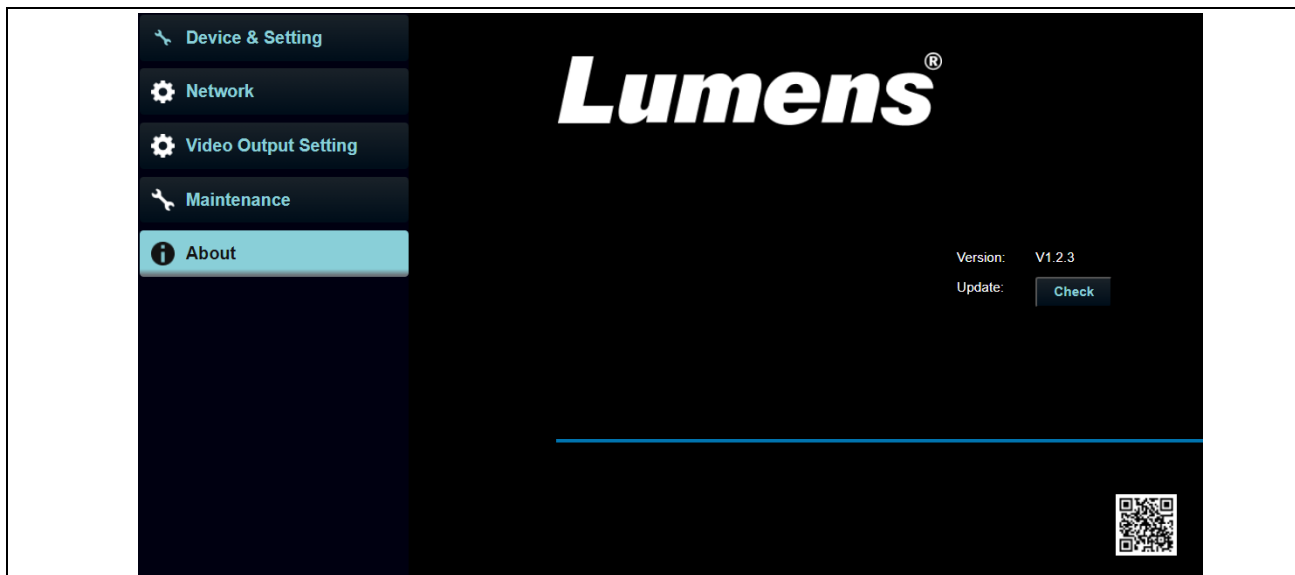 Device & Setting
Network
Video Output Setting
Maintenance
About
Lumens®
Version: V1.2.3
Update: Check